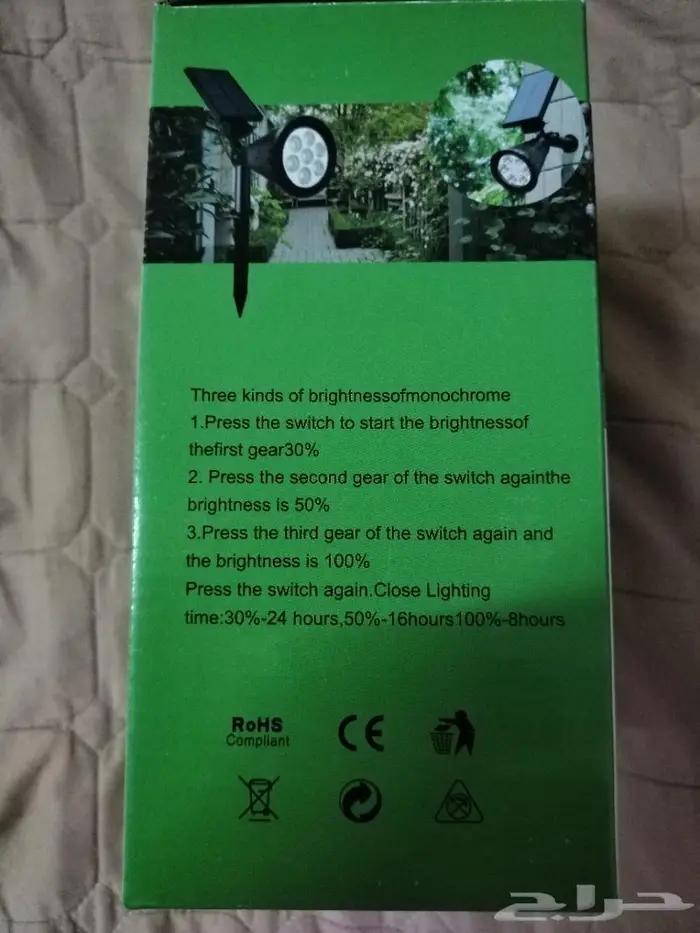 Three kinds of brightnessofmonochrome
1.Press the switch to start the brightnessof
thefirst gear30%
2. Press the second gear of the switch againthe
brightness is 50%
3.Press the third gear of the switch again and
the brightness is 100%
Press the switch again.Close Lighting
time:30%-24 hours,50%-16hours100%-8hours
RoHS
Compliant
CE
حراج